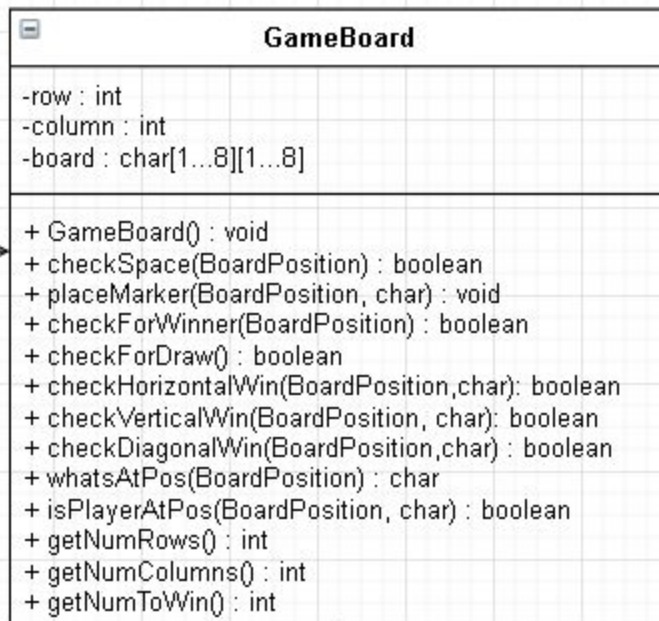 GameBoard
-row : int
-column : int
-board : char[1...8][1...8]
+ GameBoard() : void
+ checkSpace(BoardPosition) : boolean
+ placeMarker(BoardPosition, char) : void
+ checkForWinner(BoardPosition) : boolean
+ checkForDraw() : boolean
+ checkHorizontalWin(BoardPosition,char): boolean
+ checkVerticalWin(BoardPosition, char): boolean
+ checkDiagonalWin(BoardPosition,char) : boolean
+ whatsAtPos(BoardPosition) : char
+ isPlayerAtPos(BoardPosition, char) : boolean
+ getNumRows() : int
+ getNumColumns() : int
+ getNumToWin() : int